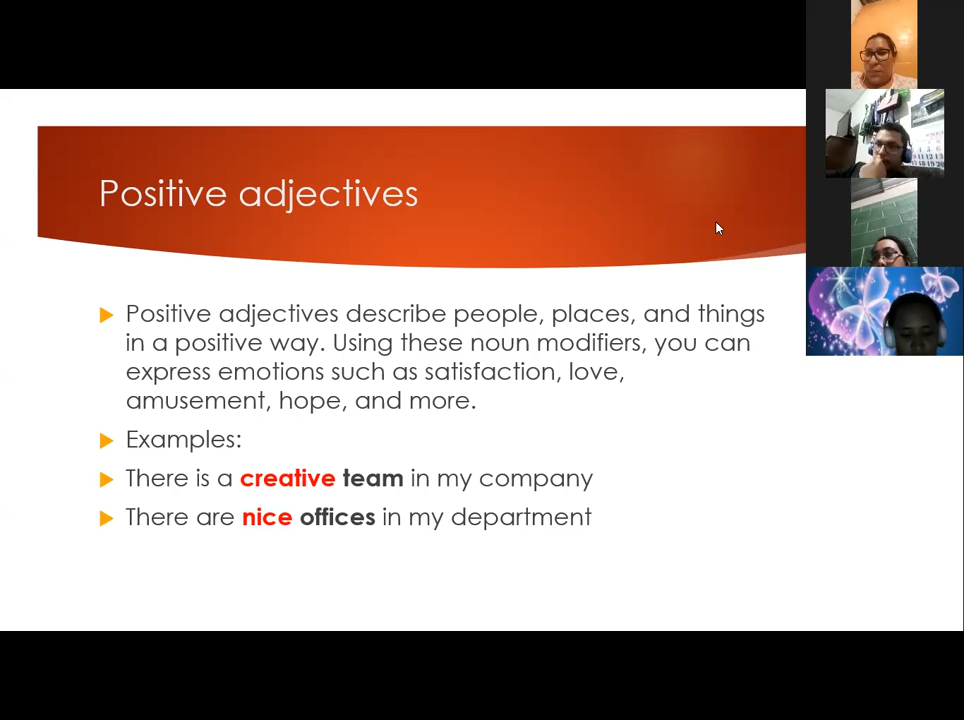 Positive adjectives
Positive adjectives describe people, places, and things
in a positive way. Using these noun modifiers, you can
express emotions such as satisfaction, love,
amusement, hope, and more.
Examples:
There is a creative team in my company
There are nice offices in my department